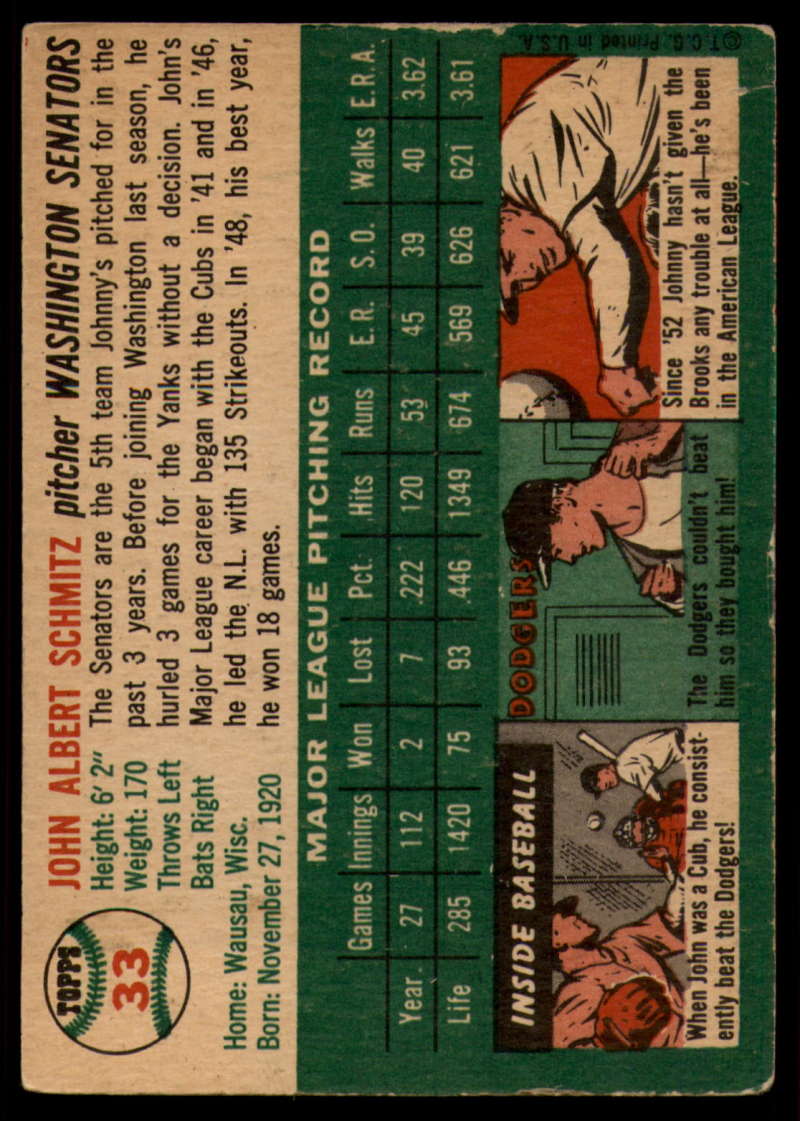 TOPPS
33
JOHN ALBERT SCHMITZ pitcher WASHINGTON SENATORS
Height: 6' 2"
Weight: 170
Throws Left
Bats Right
Home: Wausau, Wisc.
Born: November 27, 1920
The Senators are the 5th team Johnny's pitched for in the
past 3 years. Before joining Washington last season, he
hurled 3 games for the Yanks without a decision. John's
Major League career began with the Cubs in '41 and in '46,
he led the N.L. with 135 Strikeouts. In '48, his best year,
he won 18 games.
MAJOR LEAGUE PITCHING RECORD
Games Innings Won Lost Pct. Hits Runs E.R. S.O. Walks E.R.A.
Year 27 112 2 7 .222 120 53 45 39 40 3.62
Life 285 1420 75 93 .446 1349 674 569 626 621 3.61
INSIDE BASEBALL
When John was a Cub, he consist-
ently beat the Dodgers!
DODGERS
The Dodgers couldn't beat
him so they bought him!
Since '52 Johnny hasn't given the
Brooks any trouble at all—he's been
in the American League.
©T.C.G. Printed in U.S.A.